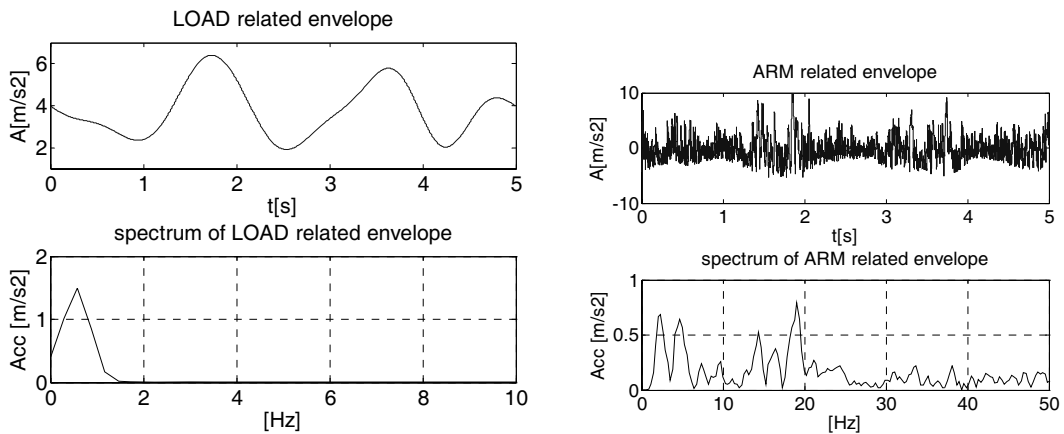 LOAD related envelope
6
4
2
A[m/s2]
0 1 2 3 4 5
t[s]
spectrum of LOAD related envelope
2
1
0
Acc [m/s2]
0 2 4 6 8 10
[Hz]
ARM related envelope
10
0
-10
A[m/s2]
0 1 2 3 4 5
t[s]
spectrum of ARM related envelope
1
0.5
0
Acc [m/s2]
0 10 20 30 40 50
[Hz]